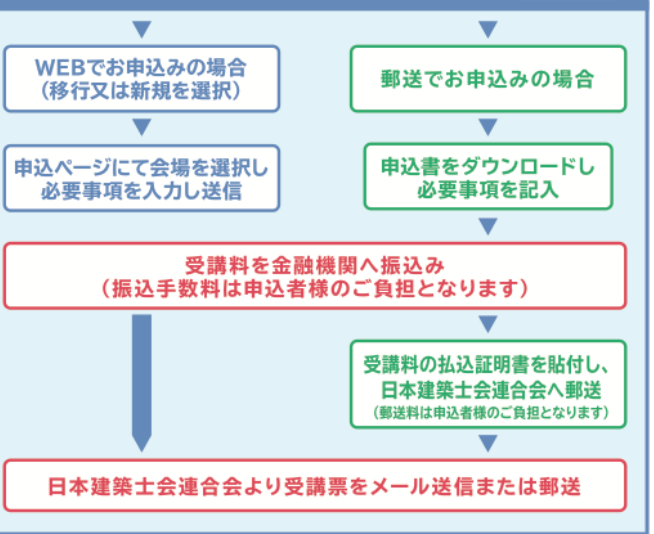 WEBでお申込みの場合
（移行又は新規を選択）
郵送でお申込みの場合
申込ページにて会場を選択し
必要事項を入力し送信
申込書をダウンロードし
必要事項を記入
受講料を金融機関へ振込み
（振込手数料は申込者様のご負担となります）
受講料の払込証明書を貼付し、
日本建築士会連合会へ郵送
（郵送料は申込者様のご負担となります）
日本建築士会連合会より受講票をメール送信または郵送